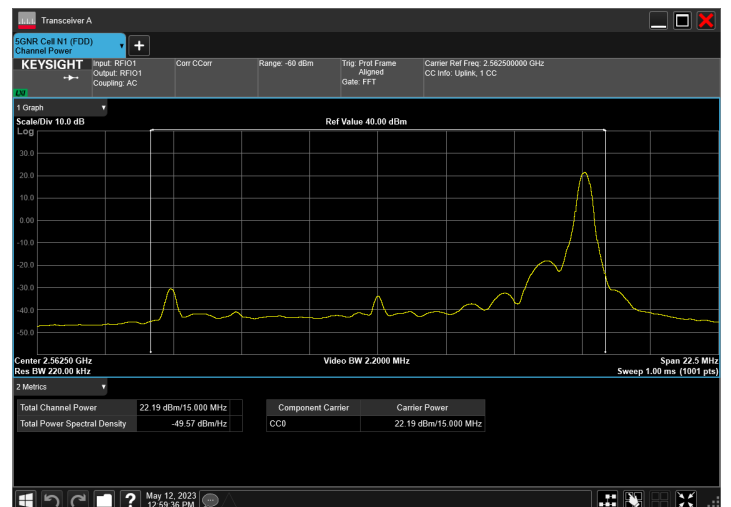 Transceiver A
5GNR Cell N1 (FDD)
Channel Power
KEYSIGHT
LXI
Input: RFIO1
Output: RFIO1
Coupling: AC
Corr CCorr
Range: -60 dBm
Trig: Prot Frame
Aligned
Gate: FFT
Carrier Ref Freq: 2.562500000 GHz
CC Info: Uplink, 1 CC
1 Graph
Scale/Div 10.0 dB
Ref Value 40.00 dBm
Log
30.0
20.0
10.0
0.00
-10.0
-20.0
-30.0
-40.0
-50.0
Center 2.56250 GHz
Video BW 2.2000 MHz
Span 22.5 MHz
Res BW 220.00 kHz
Sweep 1.00 ms (1001 pts)
2 Metrics
Total Channel Power 22.19 dBm/15.000 MHz
Total Power Spectral Density -49.57 dBm/Hz
Component Carrier Carrier Power
CC0 22.19 dBm/15.000 MHz
May 12, 2023
12:59:36 PM